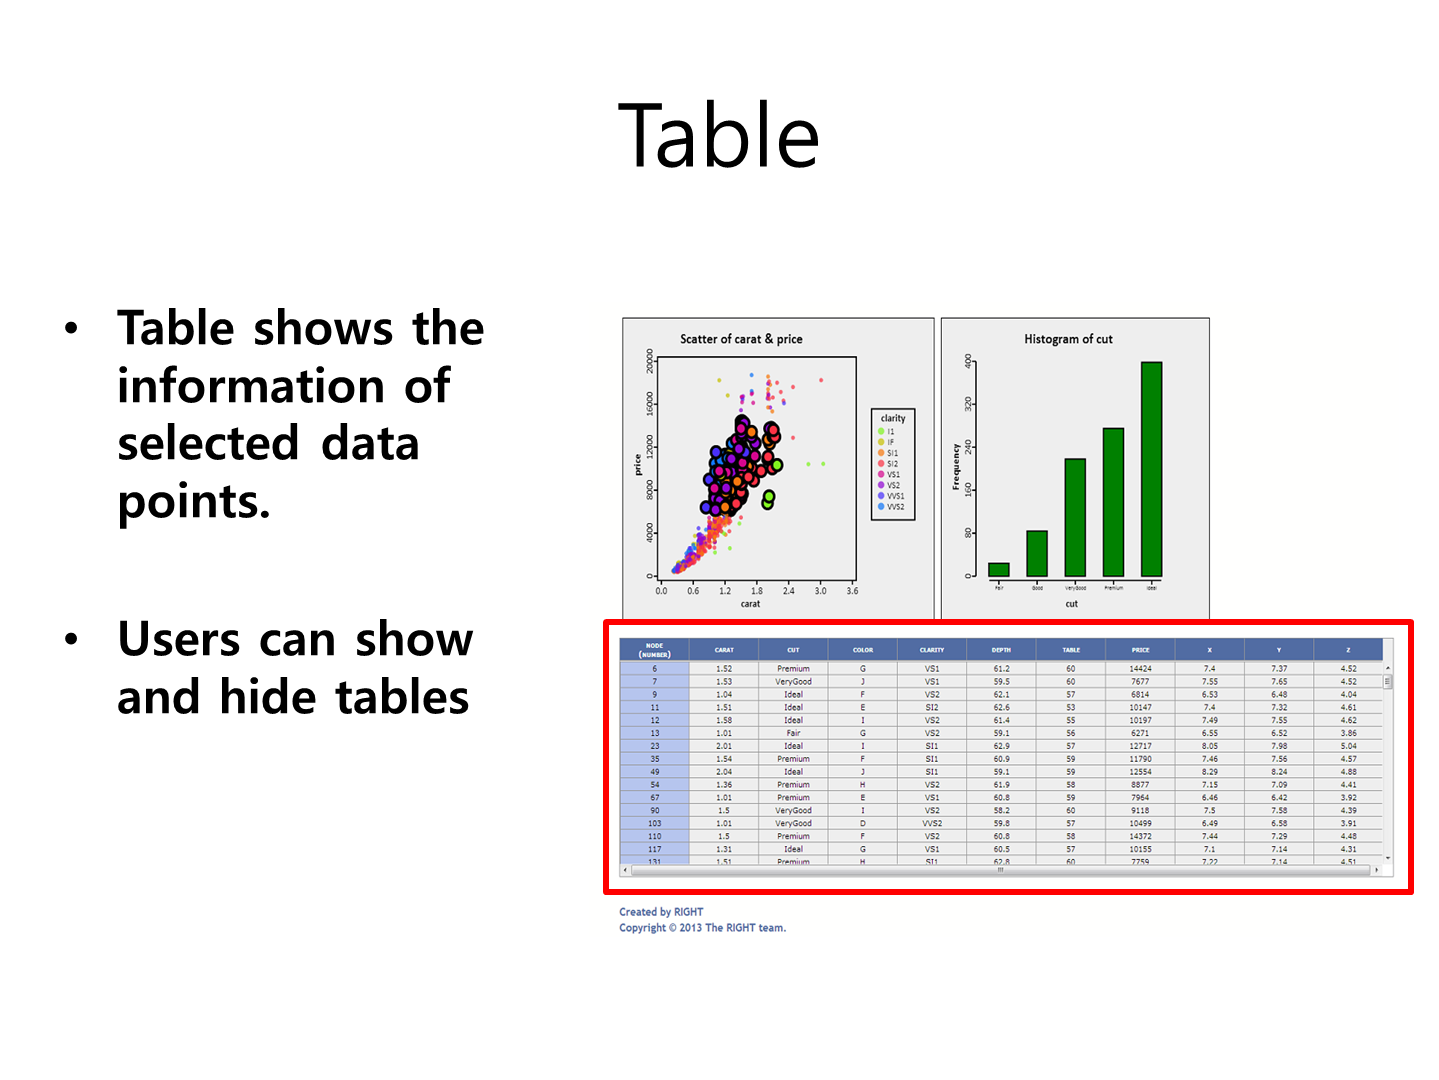 Table
• Table shows the
information of
selected data
points.
• Users can show
and hide tables
Scatter of carat & price
price
20000
16000
12000
8000
4000
0
0.0 0.6 1.2 1.8 2.4 3.0 3.6
carat
clarity
I1
IF
SI1
SI2
VS1
VS2
VVS1
VVS2
Histogram of cut
Frequency
400
320
240
160
80
0
Fair Good VeryGood Premium Ideal
cut
NODE (NUMBER) CARAT CUT COLOR CLARITY DEPTH TABLE PRICE X Y Z
6 1.52 Premium G VS1 61.2 60 14424 7.4 7.37 4.52
7 1.53 VeryGood J VS1 59.5 60 7677 7.55 7.65 4.52
9 1.04 Ideal F VS2 62.1 57 6814 6.53 6.48 4.04
11 1.51 Ideal E SI2 62.6 53 10147 7.4 7.32 4.61
12 1.58 Ideal I VS2 61.4 55 10197 7.49 7.55 4.62
13 1.01 Fair G VS2 59.1 56 6271 6.55 6.52 3.86
23 2.01 Ideal I SI1 62.9 57 12717 8.05 7.98 5.04
35 1.54 Premium F SI1 60.9 59 11790 7.46 7.56 4.57
49 2.04 Ideal J SI1 59.1 59 12554 8.29 8.24 4.88
54 1.36 Premium H VS2 61.9 58 8877 7.15 7.09 4.41
67 1.01 Premium E VS1 60.8 59 7964 6.46 6.42 3.92
90 1.5 VeryGood I VS2 58.2 60 9118 7.5 7.58 4.39
103 1.01 VeryGood D VVS2 59.8 57 10499 6.49 6.58 3.91
110 1.5 Premium F VS2 60.8 58 14372 7.44 7.29 4.48
117 1.31 Ideal G VS1 60.5 57 10155 7.1 7.14 4.31
131 1.51 Premium H SI1 62.8 60 7759 7.22 7.14 4.51
Created by RIGHT
Copyright © 2013 The RIGHT team.